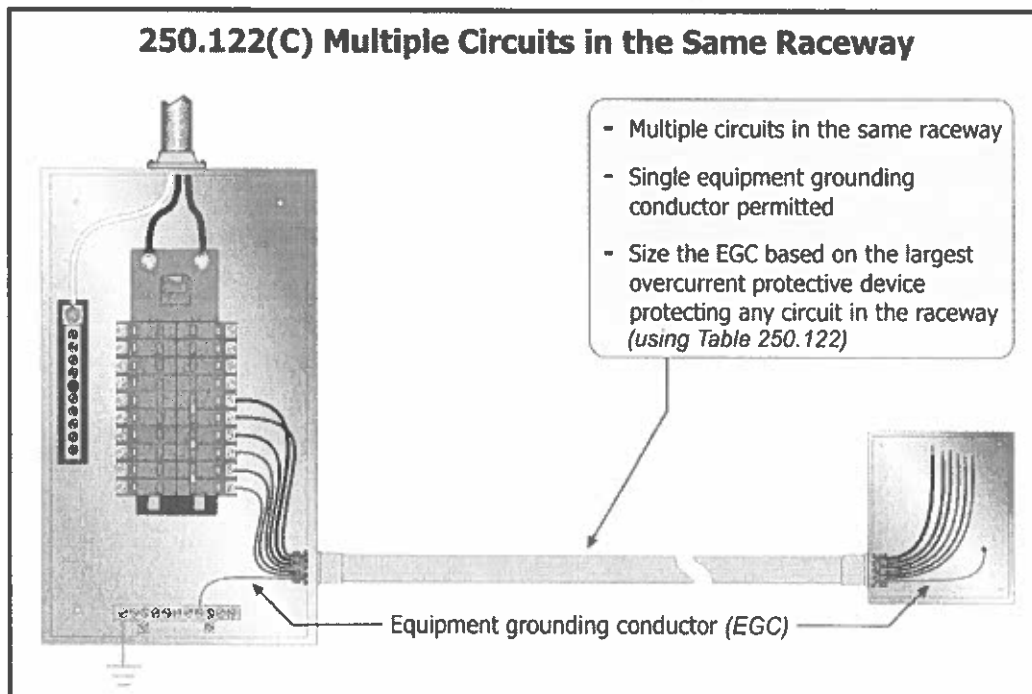 250.122(C) Multiple Circuits in the Same Raceway
- Multiple circuits in the same raceway
- Single equipment grounding
conductor permitted
- Size the EGC based on the largest
overcurrent protective device
protecting any circuit in the raceway
(using Table 250.122)
Equipment grounding conductor (EGC)